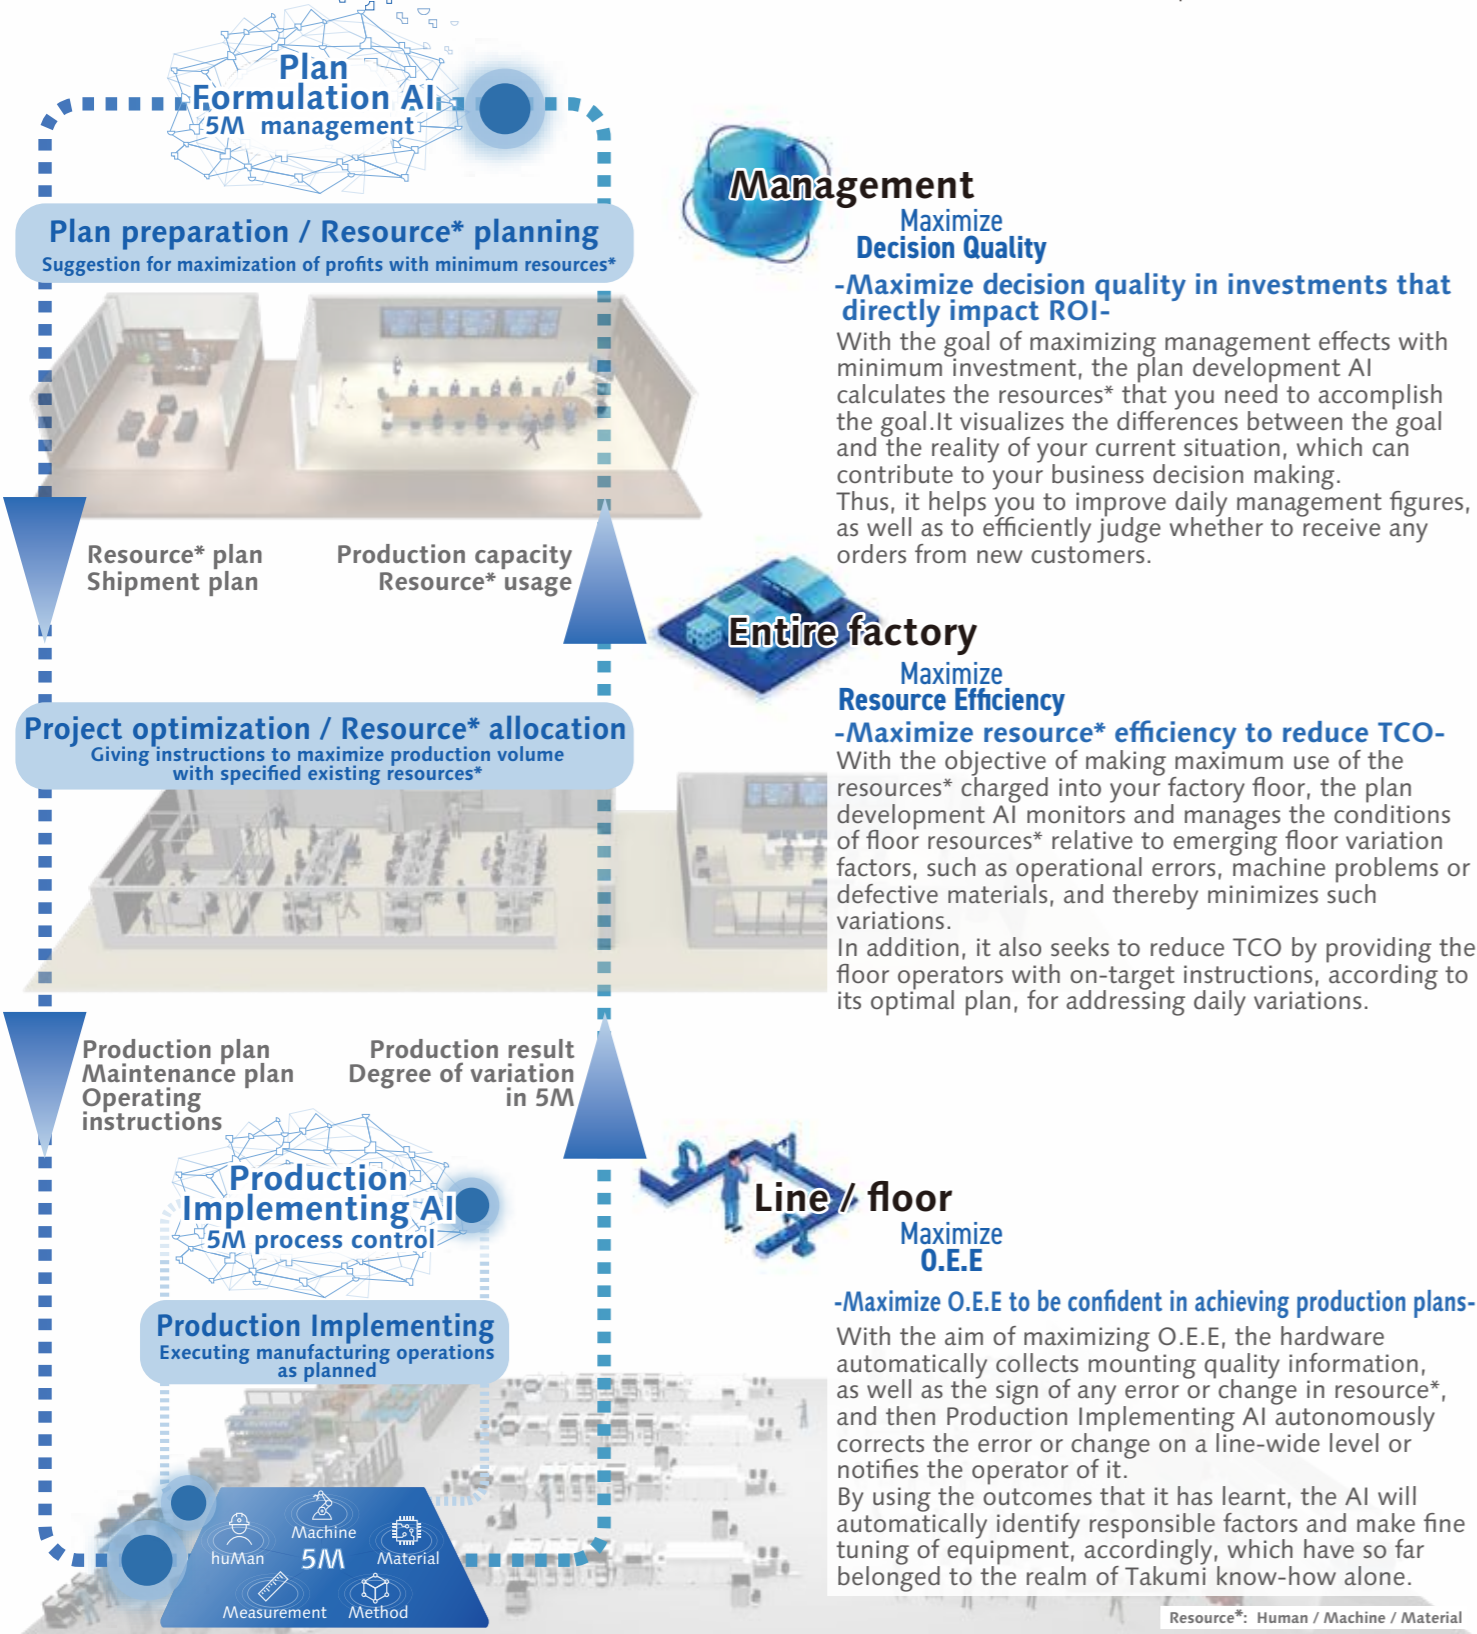 Plan
Formulation AI
5M management
Plan preparation / Resource* planning
Suggestion for maximization of profits with minimum resources*
Resource* plan
Shipment plan
Production capacity
Resource* usage
Project optimization / Resource* allocation
Giving instructions to maximize production volume
with specified existing resources*
Production plan
Maintenance plan
Operating
instructions
Production result
Degree of variation
in 5M
Production
Implementing AI
5M process control
Production Implementing
Executing manufacturing operations
as planned
huMan
Machine
5M
Material
Measurement
Method
Management
Maximize
Decision Quality
-Maximize decision quality in investments that
directly impact ROI-
With the goal of maximizing management effects with
minimum investment, the plan development AI
calculates the resources* that you need to accomplish
the goal.It visualizes the differences between the goal
and the reality of your current situation, which can
contribute to your business decision making.
Thus, it helps you to improve daily management figures,
as well as to efficiently judge whether to receive any
orders from new customers.
Entire factory
Maximize
Resource Efficiency
-Maximize resource* efficiency to reduce TCO-
With the objective of making maximum use of the
resources* charged into your factory floor, the plan
development AI monitors and manages the conditions
of floor resources* relative to emerging floor variation
factors, such as operational errors, machine problems or
defective materials, and thereby minimizes such
variations.
In addition, it also seeks to reduce TCO by providing the
floor operators with on-target instructions, according to
its optimal plan, for addressing daily variations.
Line / floor
Maximize
O.E.E
-Maximize O.E.E to be confident in achieving production plans-
With the aim of maximizing O.E.E, the hardware
automatically collects mounting quality information,
as well as the sign of any error or change in resource*,
and then Production Implementing AI autonomously
corrects the error or change on a line-wide level or
notifies the operator of it.
By using the outcomes that it has learnt, the AI will
automatically identify responsible factors and make fine
tuning of equipment, accordingly, which have so far
belonged to the realm of Takumi know-how alone.
Resource*: Human / Machine / Material